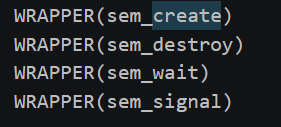 WRAPPER(sem_create)
WRAPPER(sem_destroy)
WRAPPER(sem_wait)
WRAPPER(sem_signal)